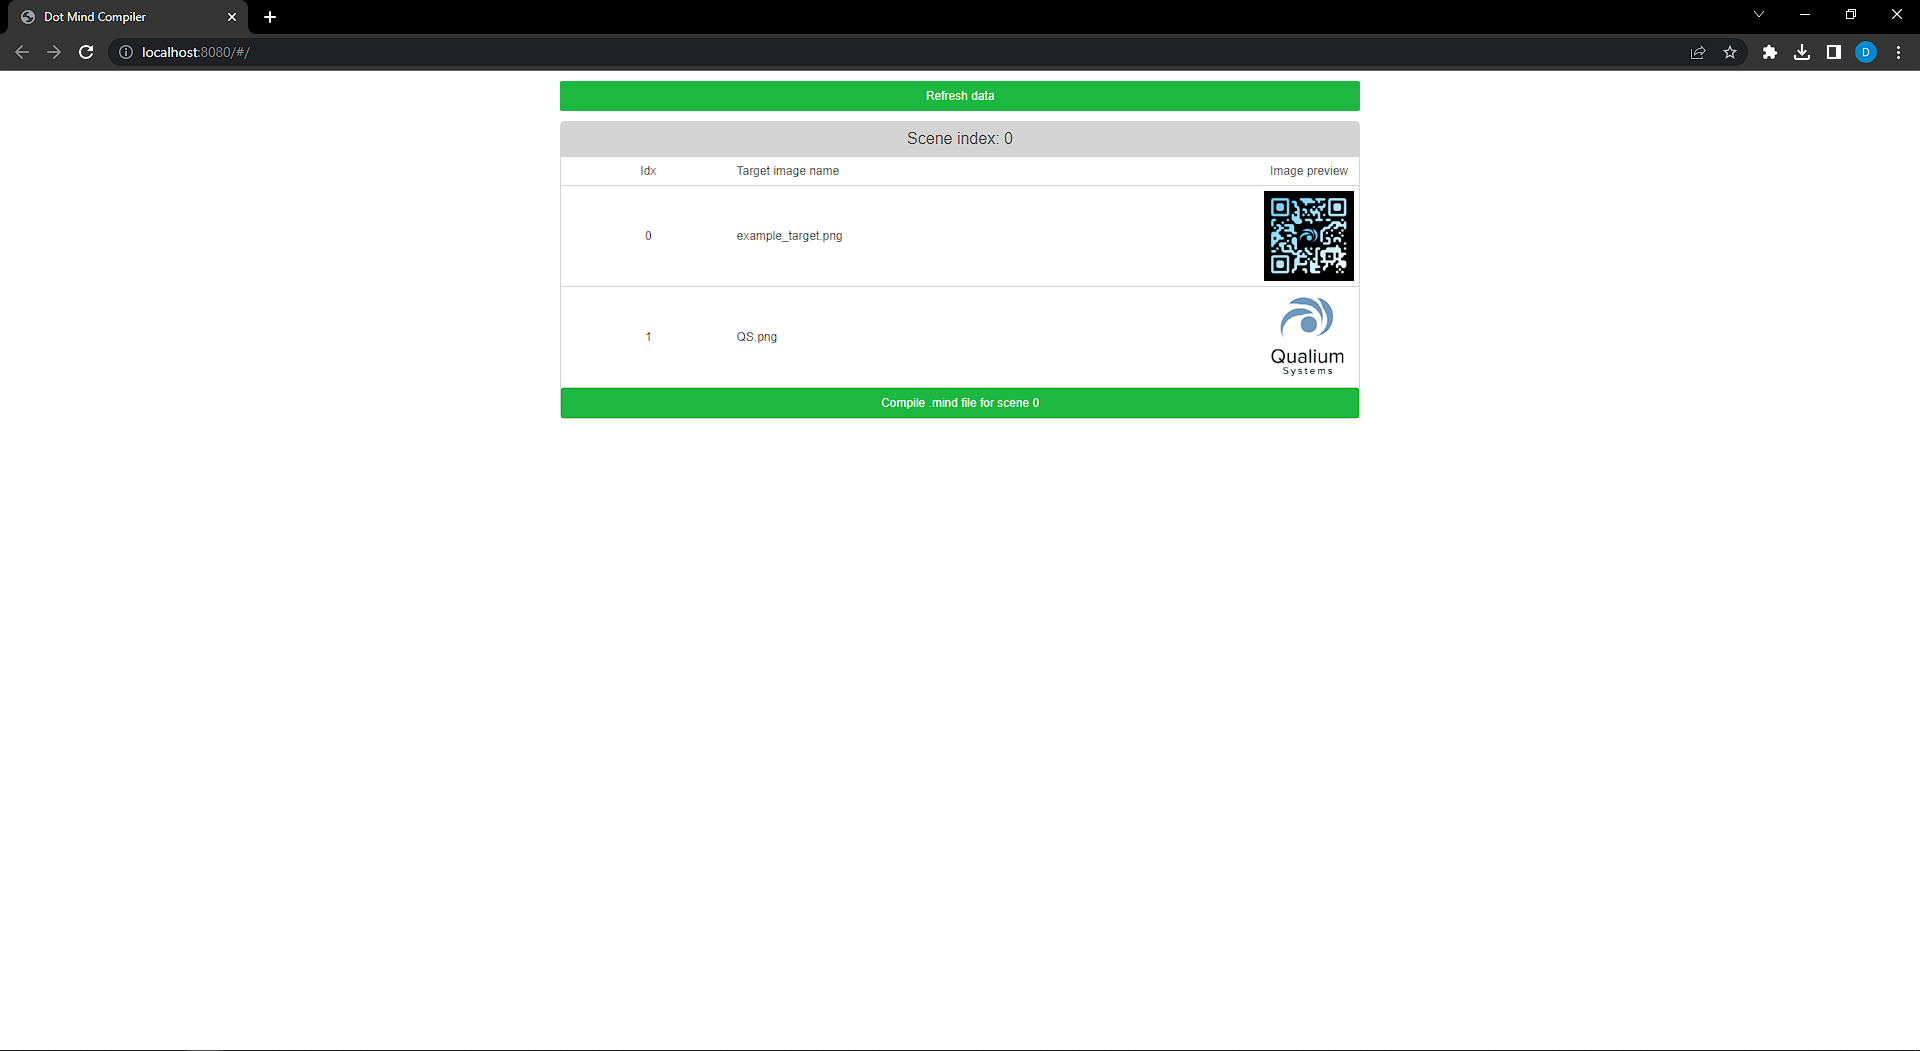 Dot Mind Compiler
localhost:8080/#/
D
Refresh data
Scene index: 0
Idx Target image name Image preview
0 example_target.png
1 QS.png
Qualium
Systems
Compile .mind file for scene 0